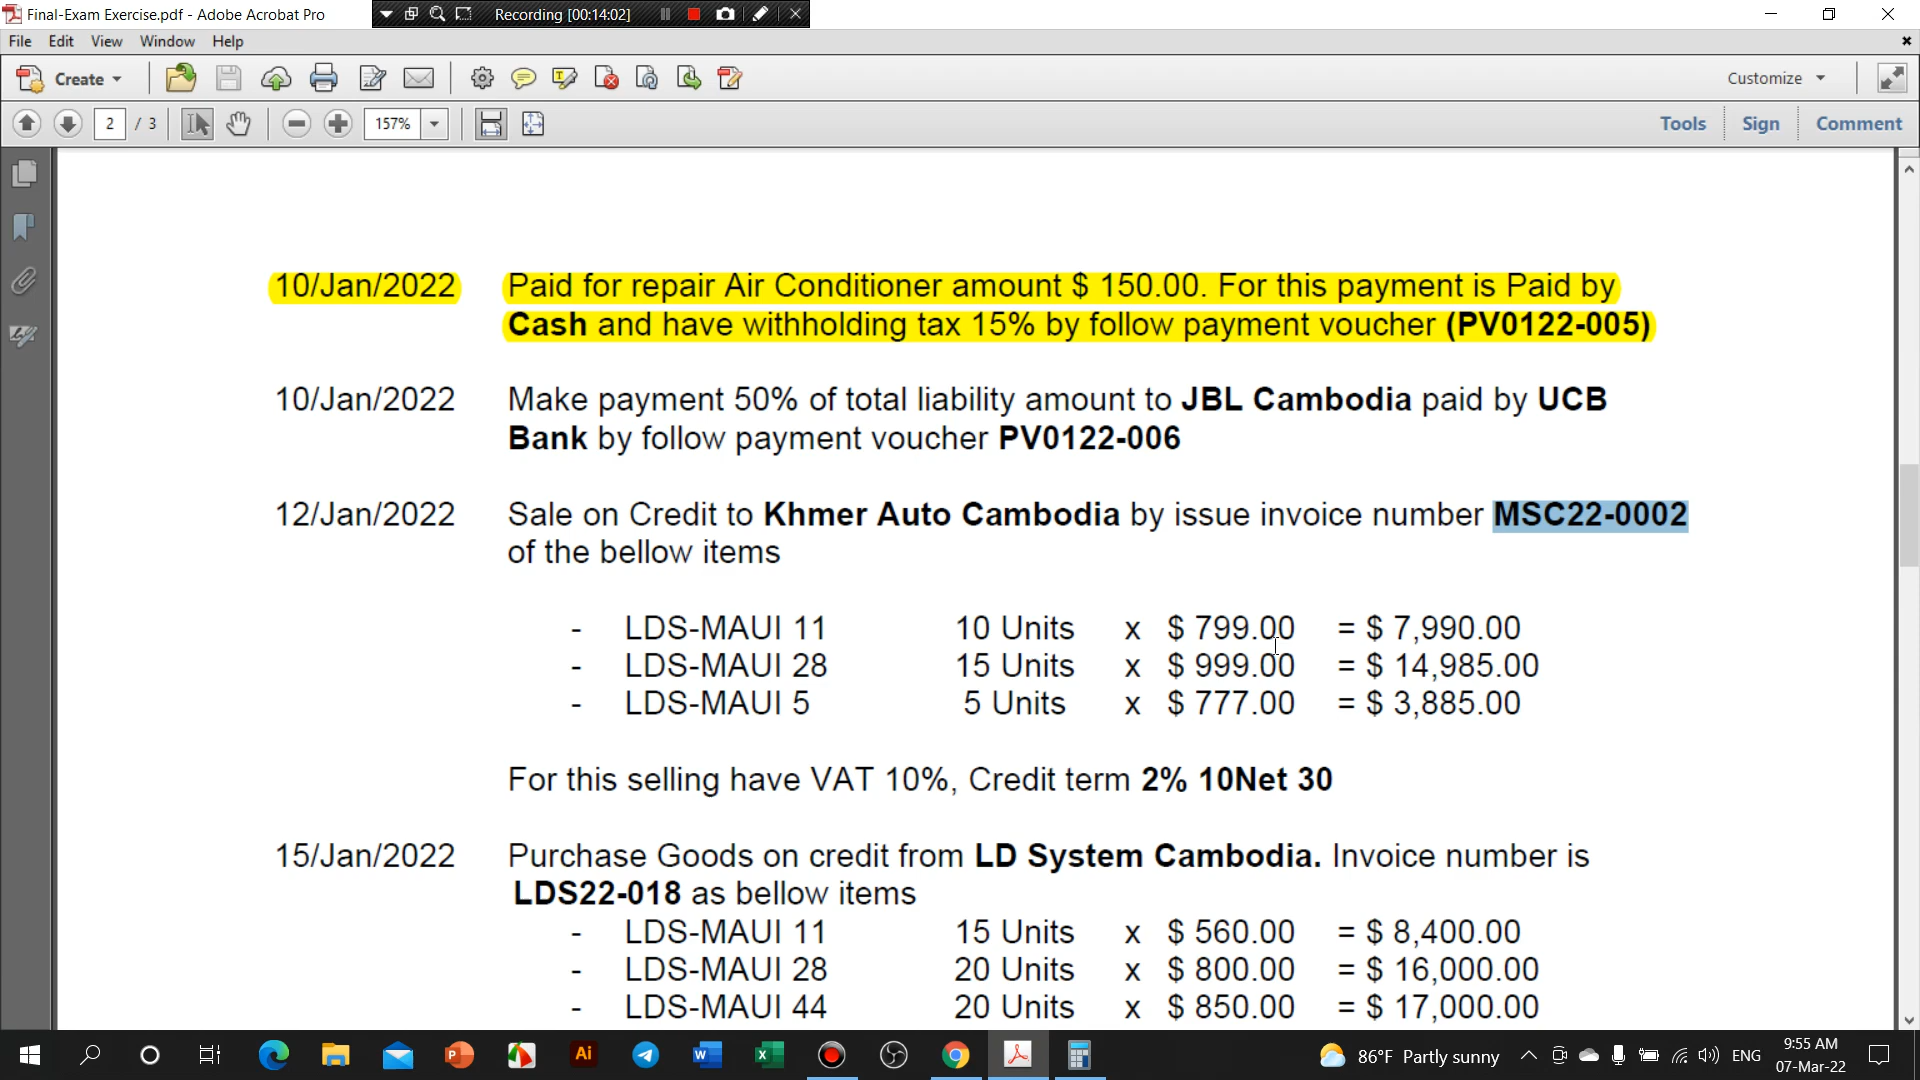 Final-Exam Exercise.pdf - Adobe Acrobat Pro
Recording [00:14:02]
File Edit View Window Help
Create
Customize
2 / 3
157%
Tools Sign Comment
10/Jan/2022 Paid for repair Air Conditioner amount $ 150.00. For this payment is Paid by
Cash and have withholding tax 15% by follow payment voucher (PV0122-005)
10/Jan/2022 Make payment 50% of total liability amount to JBL Cambodia paid by UCB
Bank by follow payment voucher PV0122-006
12/Jan/2022 Sale on Credit to Khmer Auto Cambodia by issue invoice number MSC22-0002
of the bellow items
- LDS-MAUI 11 10 Units x $ 799.00 = $ 7,990.00
- LDS-MAUI 28 15 Units x $ 999.00 = $ 14,985.00
- LDS-MAUI 5 5 Units x $ 777.00 = $ 3,885.00
For this selling have VAT 10%, Credit term 2% 10Net 30
15/Jan/2022 Purchase Goods on credit from LD System Cambodia. Invoice number is
LDS22-018 as bellow items
- LDS-MAUI 11 15 Units x $ 560.00 = $ 8,400.00
- LDS-MAUI 28 20 Units x $ 800.00 = $ 16,000.00
- LDS-MAUI 44 20 Units x $ 850.00 = $ 17,000.00
86°F Partly sunny
ENG
9:55 AM
07-Mar-22